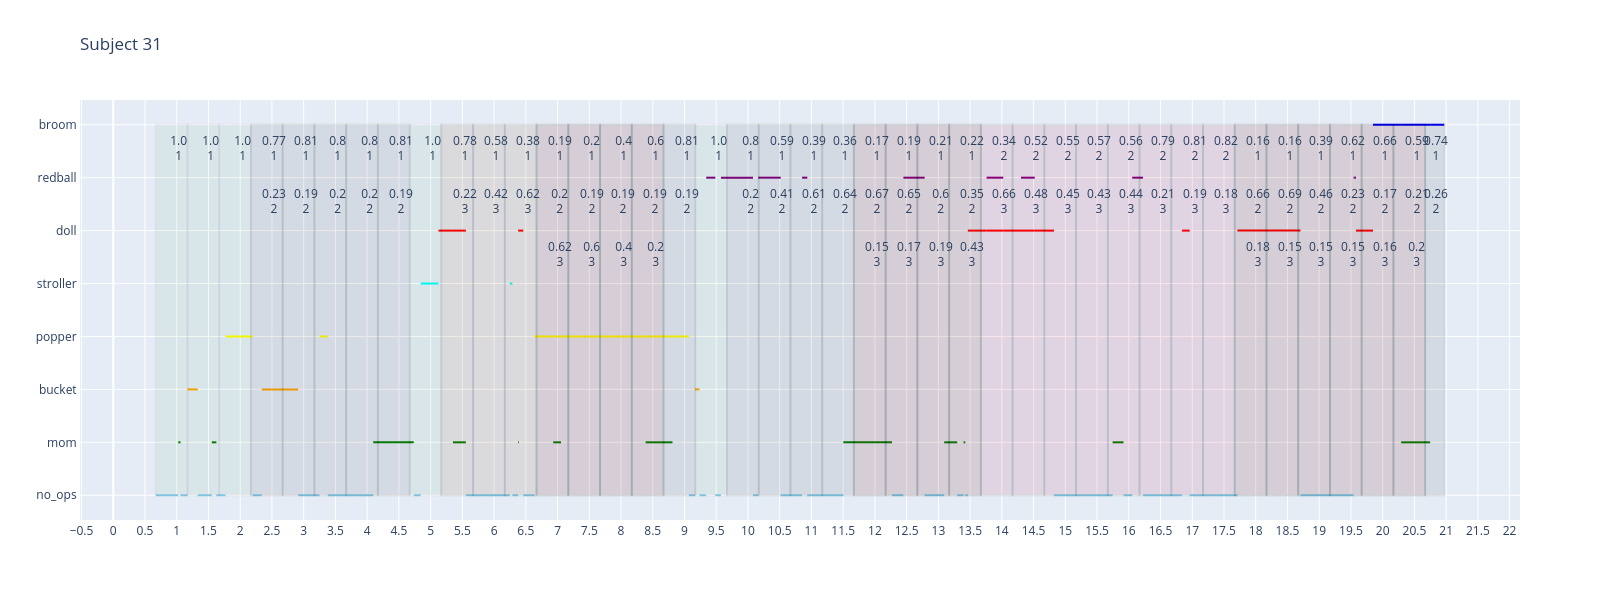 Subject 31
broom
1.0 1.0 1.0 0.77 0.81 0.8 0.8 0.81 1.0 0.78 0.58 0.38 0.19 0.2 0.4 0.6 0.81 1.0 0.8 0.59 0.39 0.36 0.17 0.19 0.21 0.22 0.34 0.52 0.55 0.57 0.56 0.79 0.81 0.82 0.16 0.16 0.39 0.62 0.66 0.59 0.74
1 1 1 1 1 1 1 1 1 1 1 1 1 1 1 1 1 1 1 1 1 1 1 1 1 1 2 2 2 2 2 2 2 2 1 1 1 1 1 1 1
redball
0.23 0.19 0.2 0.2 0.19 0.22 0.42 0.62 0.2 0.19 0.19 0.19 0.19 0.2 0.41 0.61 0.64 0.67 0.65 0.6 0.35 0.66 0.48 0.45 0.43 0.44 0.21 0.19 0.18 0.66 0.69 0.46 0.23 0.17 0.21 0.26
2 2 2 2 2 3 3 3 2 2 2 2 2 2 2 2 2 2 2 2 2 3 3 3 3 3 3 3 3 2 2 2 2 2 2 2
doll
0.62 0.6 0.4 0.2 0.15 0.17 0.19 0.43 0.18 0.15 0.15 0.15 0.16 0.2
3 3 3 3 3 3 3 3 3 3 3 3 3 3
stroller
popper
bucket
mom
no_ops
−0.5 0 0.5 1 1.5 2 2.5 3 3.5 4 4.5 5 5.5 6 6.5 7 7.5 8 8.5 9 9.5 10 10.5 11 11.5 12 12.5 13 13.5 14 14.5 15 15.5 16 16.5 17 17.5 18 18.5 19 19.5 20 20.5 21 21.5 22